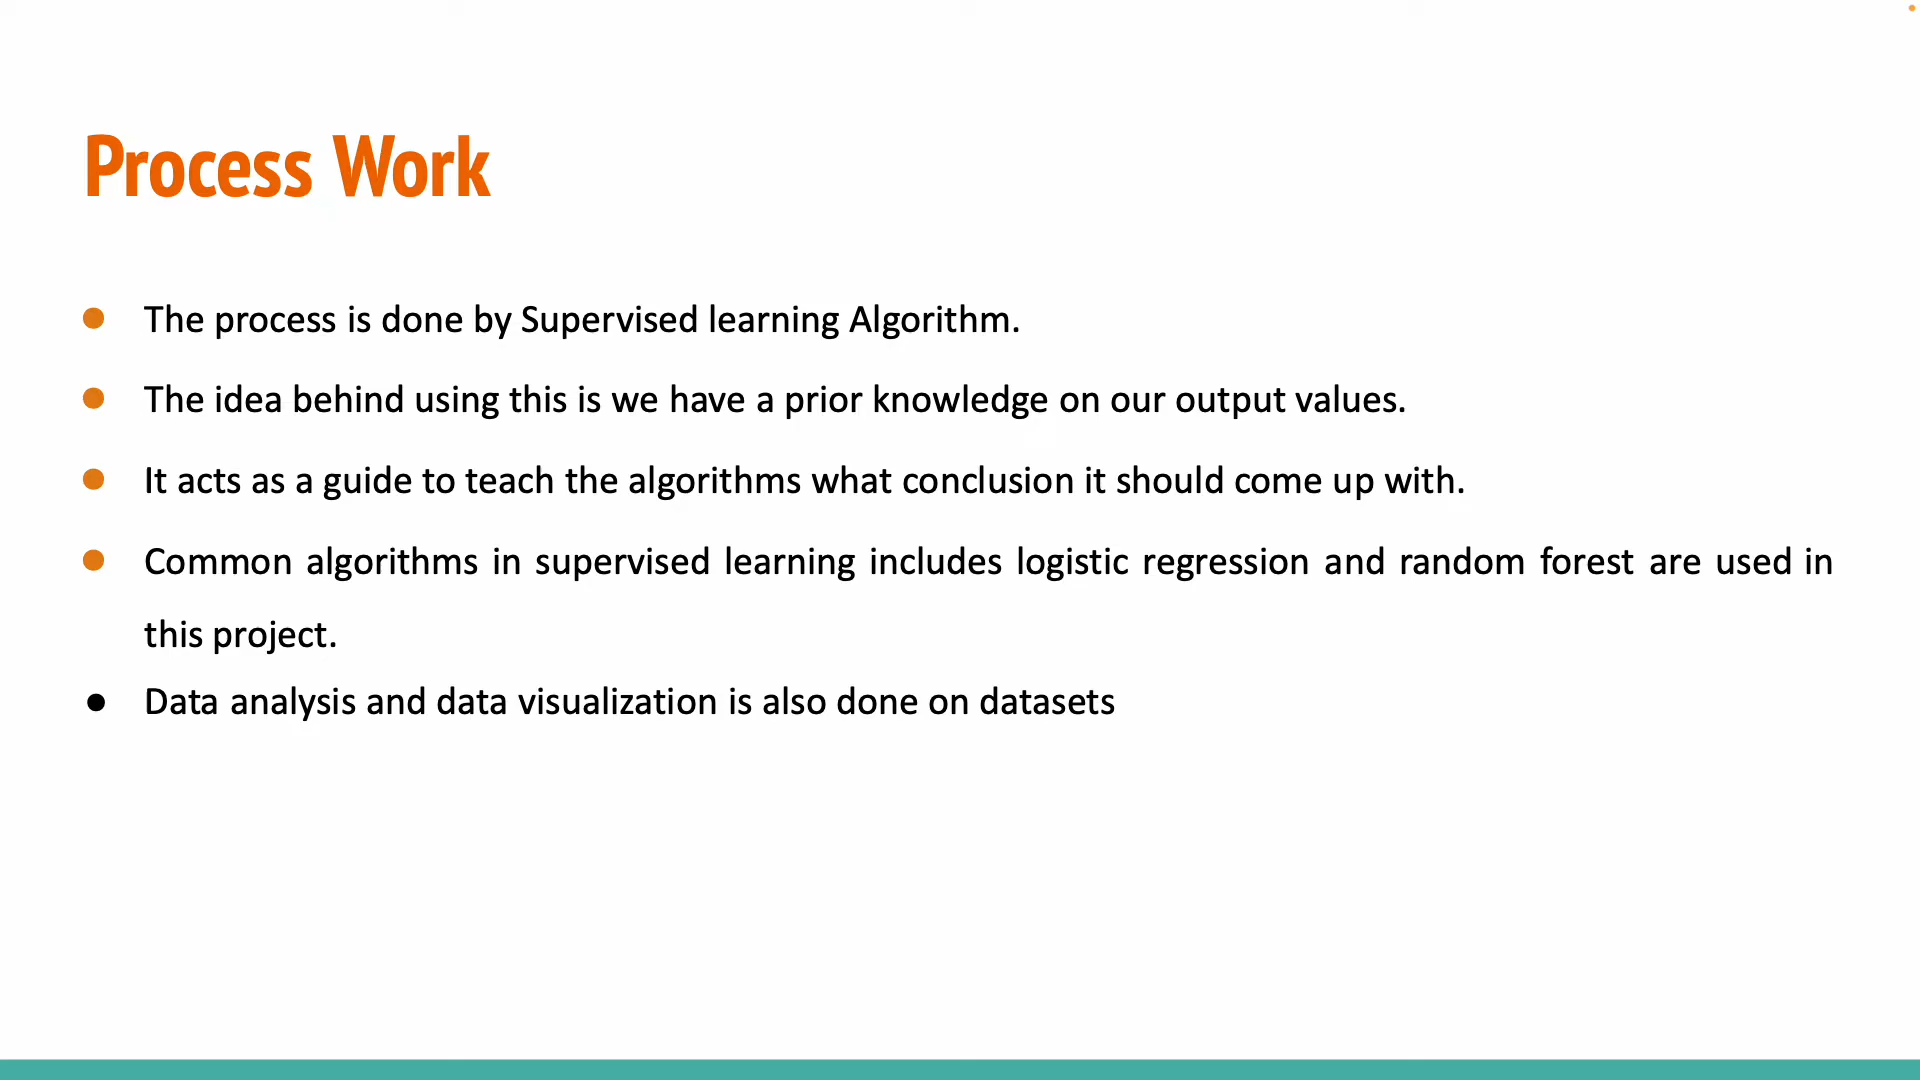 Process Work
● The process is done by Supervised learning Algorithm.
● The idea behind using this is we have a prior knowledge on our output values.
● It acts as a guide to teach the algorithms what conclusion it should come up with.
● Common algorithms in supervised learning includes logistic regression and random forest are used in
this project.
● Data analysis and data visualization is also done on datasets